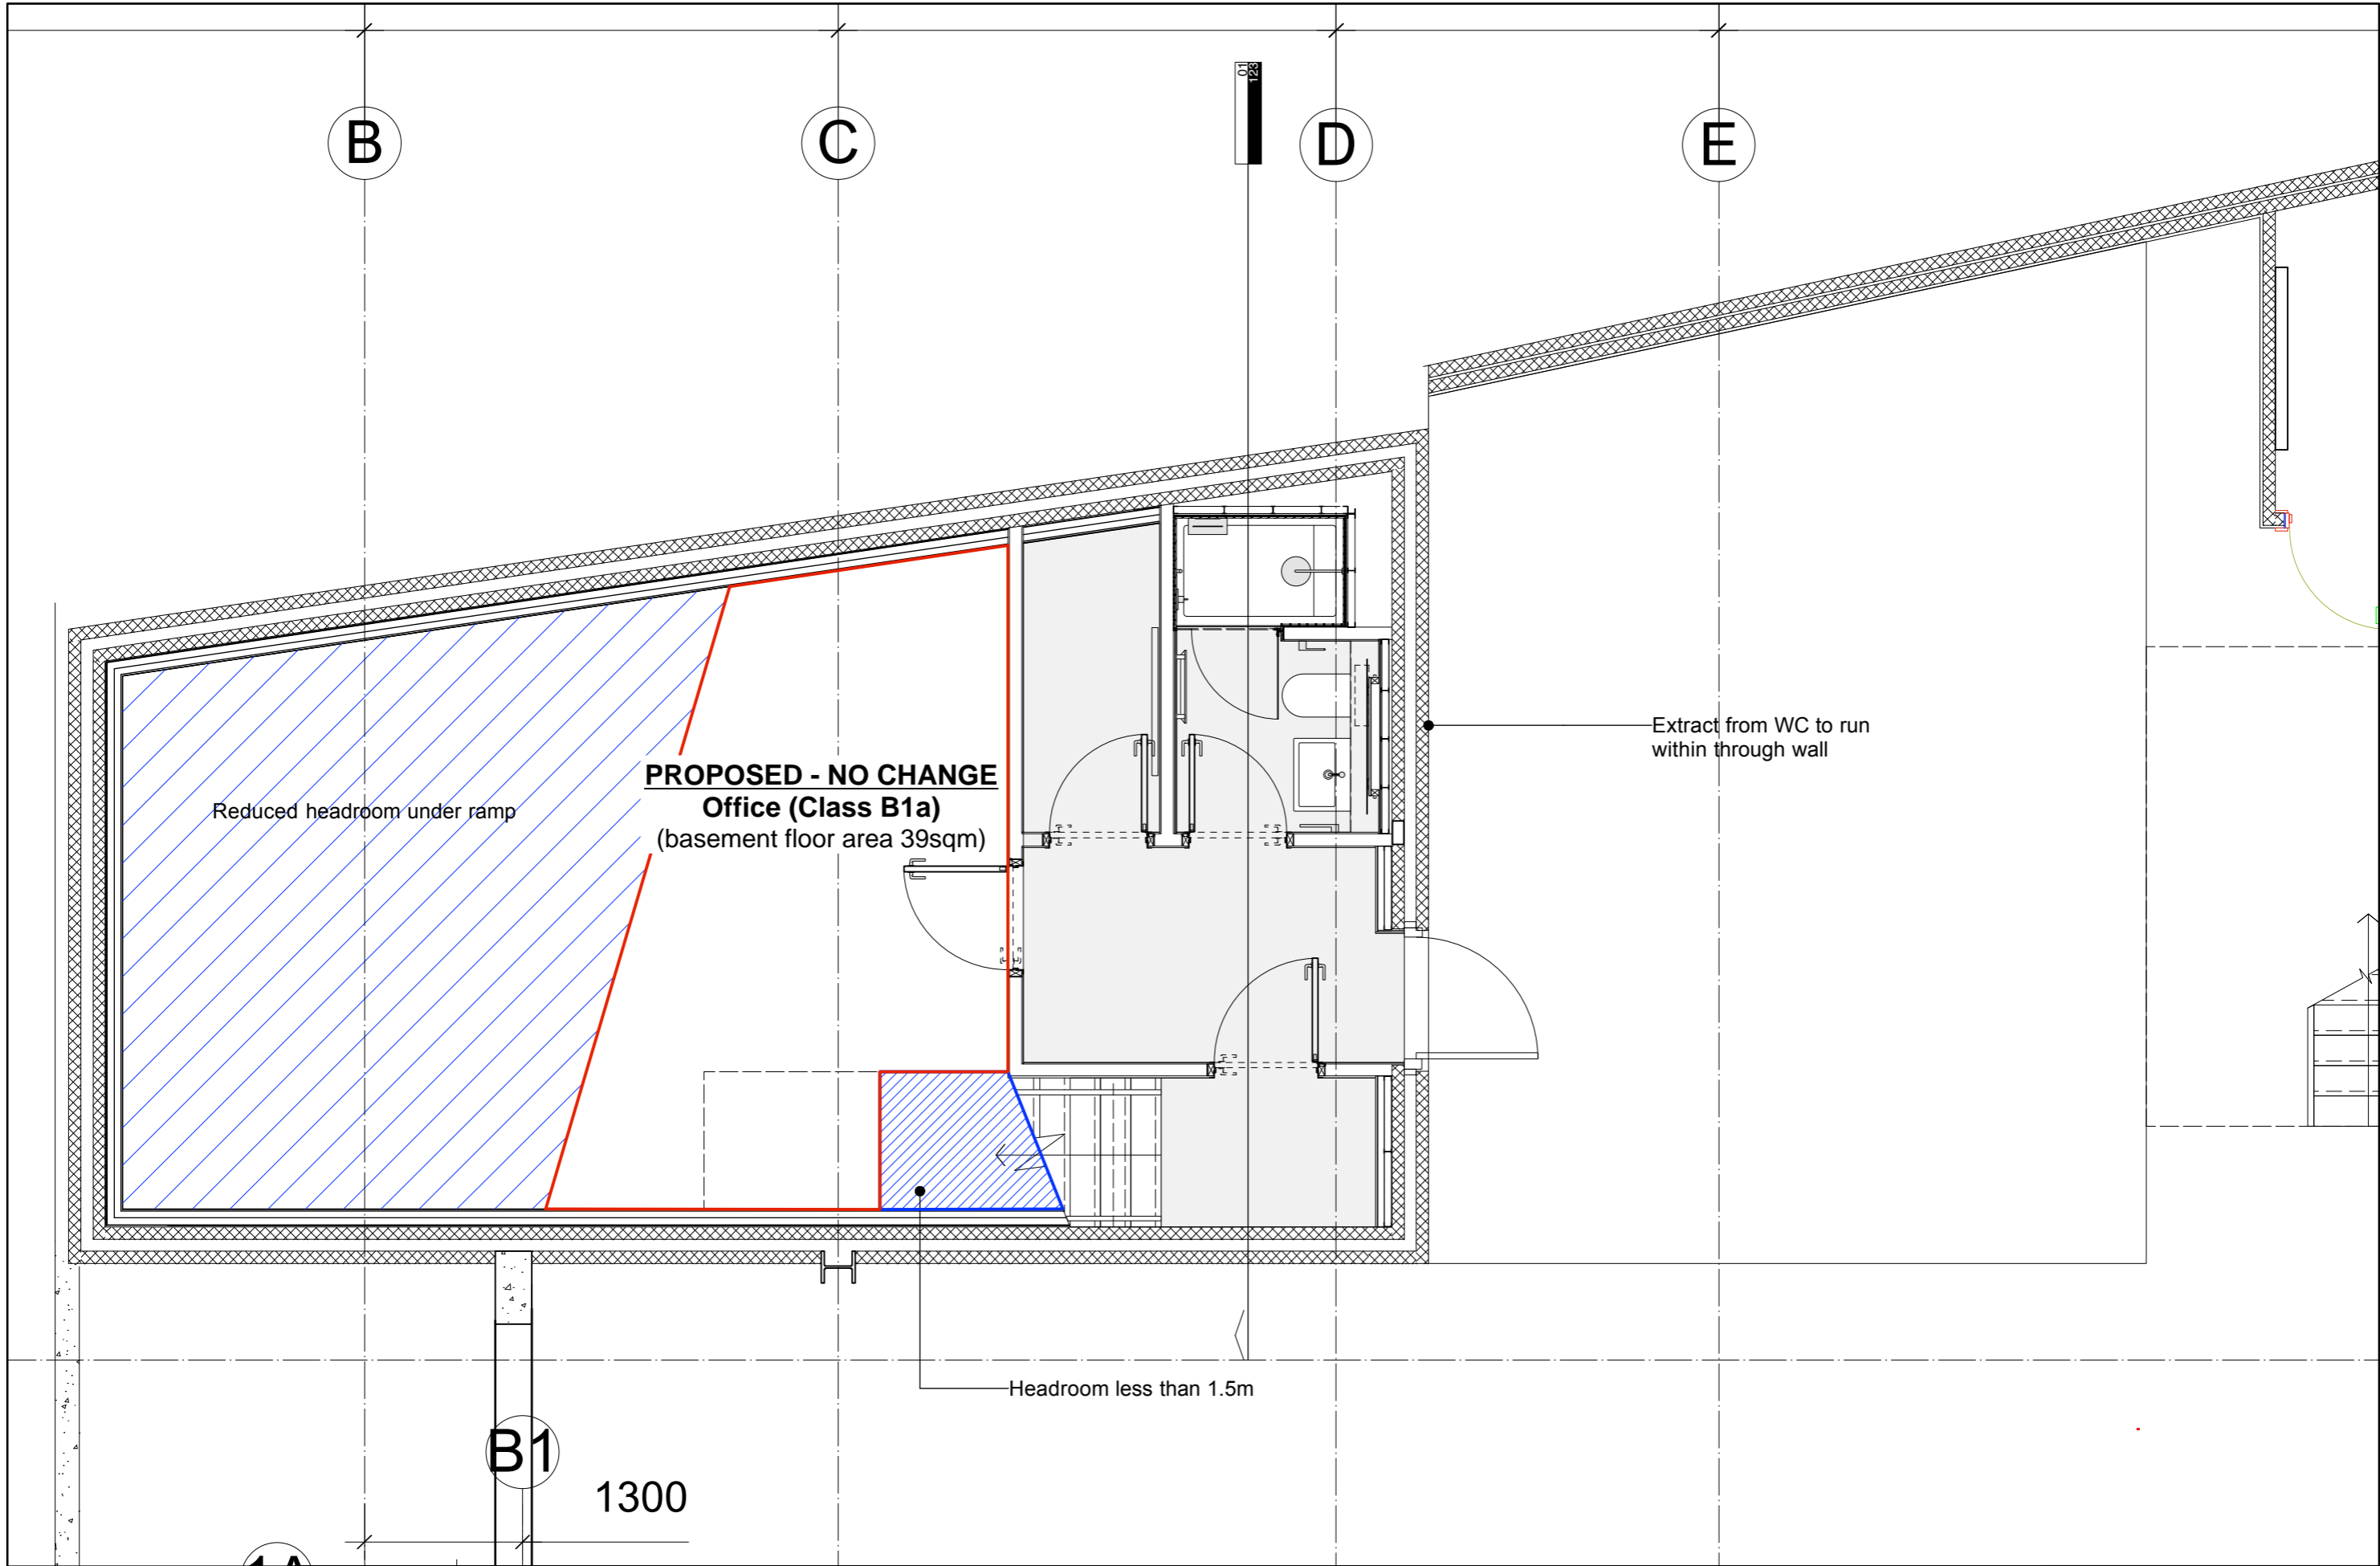 01
123
B
C
D
E
Extract from WC to run
within through wall
PROPOSED - NO CHANGE
Office (Class B1a)
(basement floor area 39sqm)
Reduced headroom under ramp
Headroom less than 1.5m
B1
1300
1A